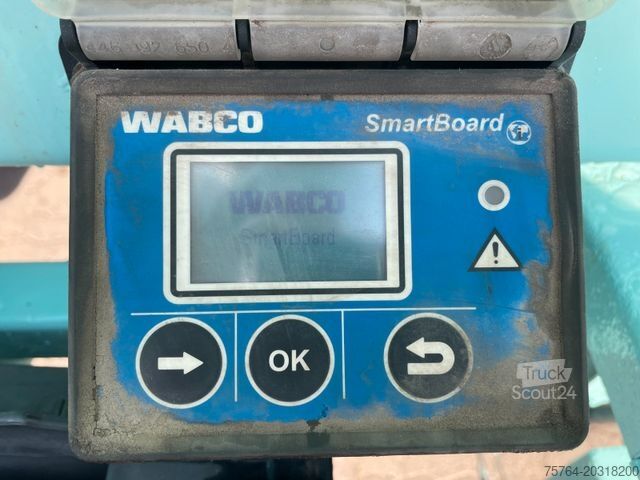 WABCO
SmartBoard
WABCO
SmartBoard
OK
Truck
Scout24
75764-20318200